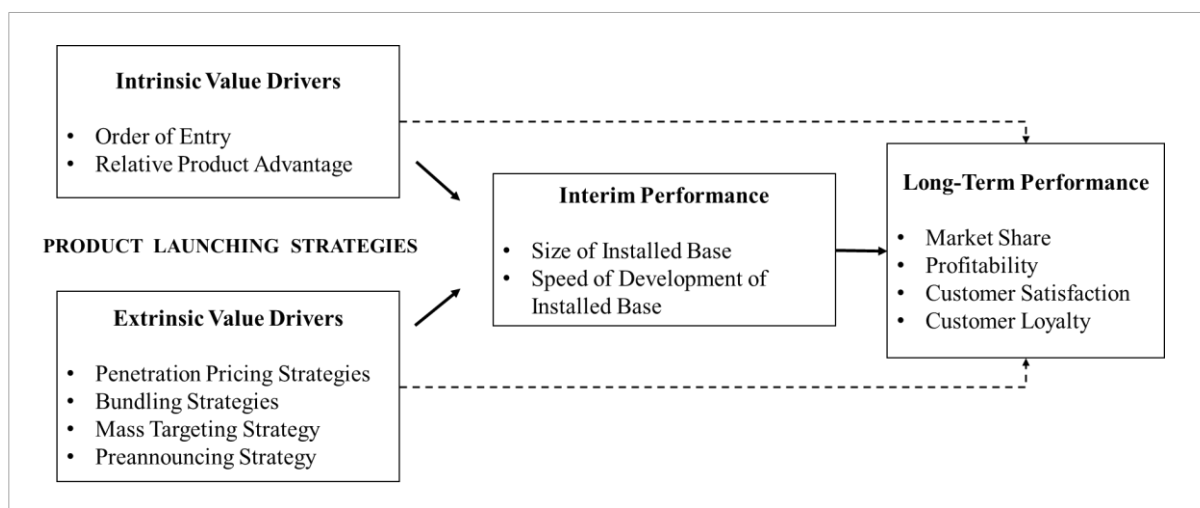 Intrinsic Value Drivers
• Order of Entry
• Relative Product Advantage
PRODUCT LAUNCHING STRATEGIES
Extrinsic Value Drivers
• Penetration Pricing Strategies
• Bundling Strategies
• Mass Targeting Strategy
• Preannouncing Strategy
Interim Performance
• Size of Installed Base
• Speed of Development of
Installed Base
Long-Term Performance
• Market Share
• Profitability
• Customer Satisfaction
• Customer Loyalty